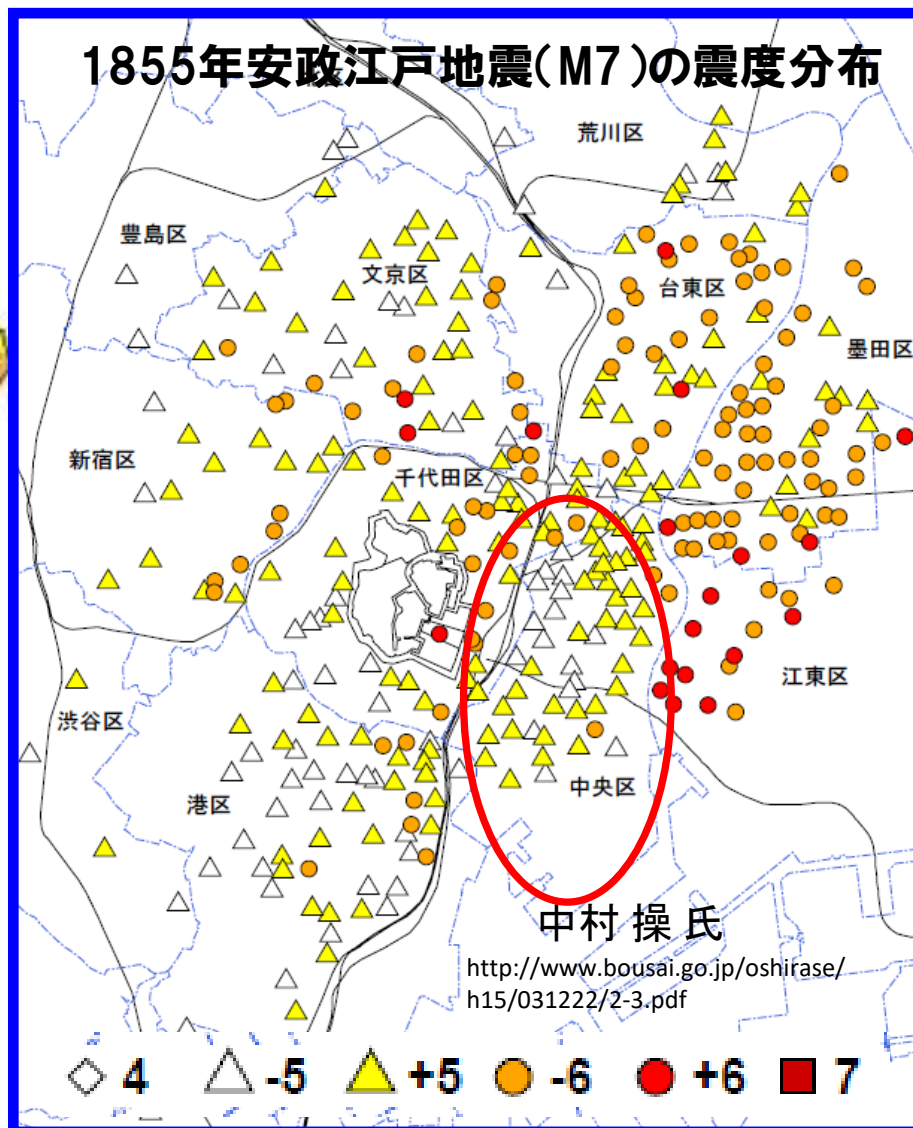 1855年安政江戸地震(M7)の震度分布
荒川区
豊島区
文京区
台東区
墨田区
新宿区
千代田区
江東区
渋谷区
港区
中央区
中村 操 氏
http://www.bousai.go.jp/oshirase/
h15/031222/2-3.pdf
4 -5 +5 -6 +6 7